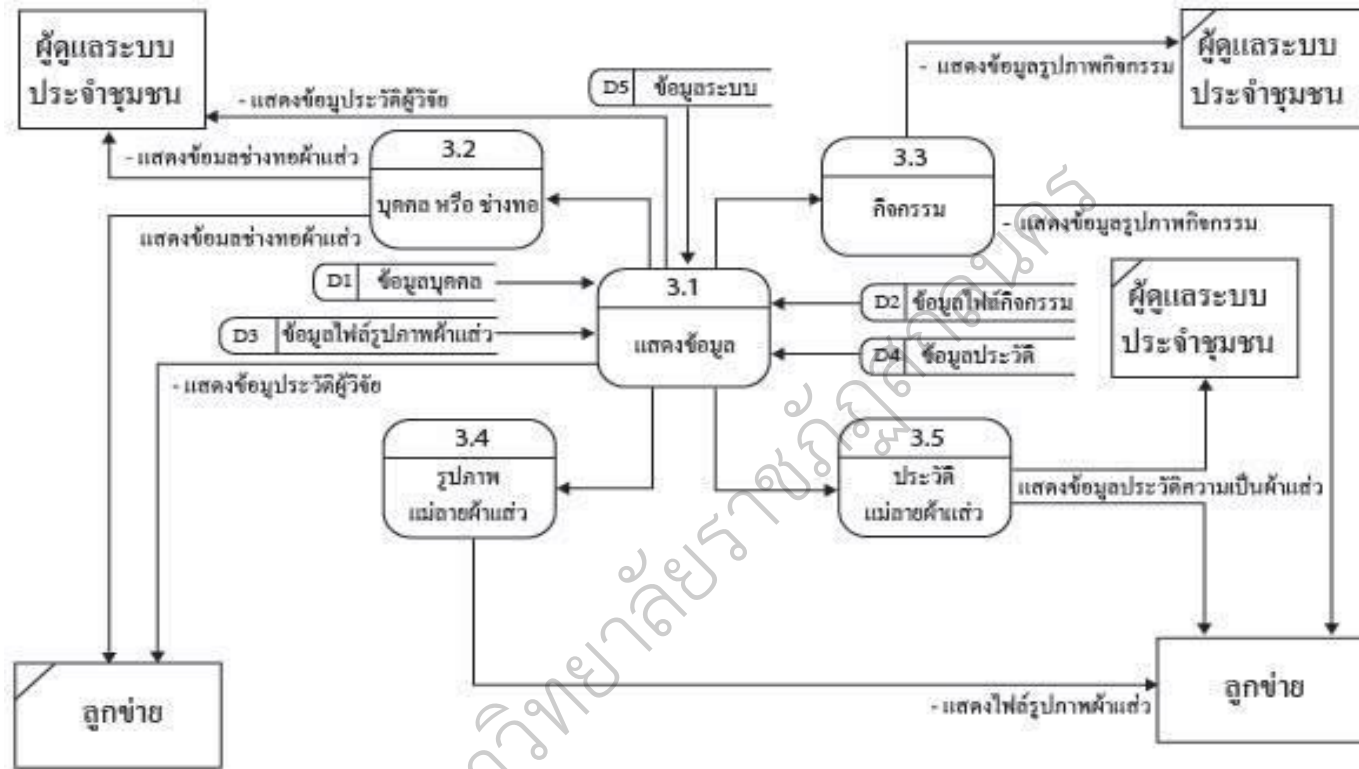 ผู้ดูแลระบบ
ประจำชุมชน
- แสดงข้อมูประวัติผู้วิจัย
D5 ข้อมูลระบบ
- แสดงข้อมูลรูปภาพกิจกรรม
ผู้ดูแลระบบ
ประจำชุมชน
- แสดงข้อมลช่างทอผ้าแส่ว
3.2
บุคคล หรือ ช่างทอ
3.3
กิจกรรม
แสดงข้อมลช่างทอผ้าแส่ว
- แสดงข้อมูลรูปภาพกิจกรรม
D1 ข้อมูลบุคคล
3.1
แสดงข้อมูล
D2 ข้อมูลไฟล์กิจกรรม
ผู้ดูแลระบบ
ประจำชุมชน
D3 ข้อมูลไฟล์รูปภาพผ้าแส่ว
D4 ข้อมูลประวัติ
- แสดงข้อมูประวัติผู้วิจัย
3.4
รูปภาพ
แม่ลายผ้าแส่ว
3.5
ประวัติ
แม่ลายผ้าแส่ว
แสดงข้อมูลประวัติความเป็นผ้าแส่ว
ลูกข่าย
ลูกข่าย
- แสดงไฟล์รูปภาพผ้าแส่ว